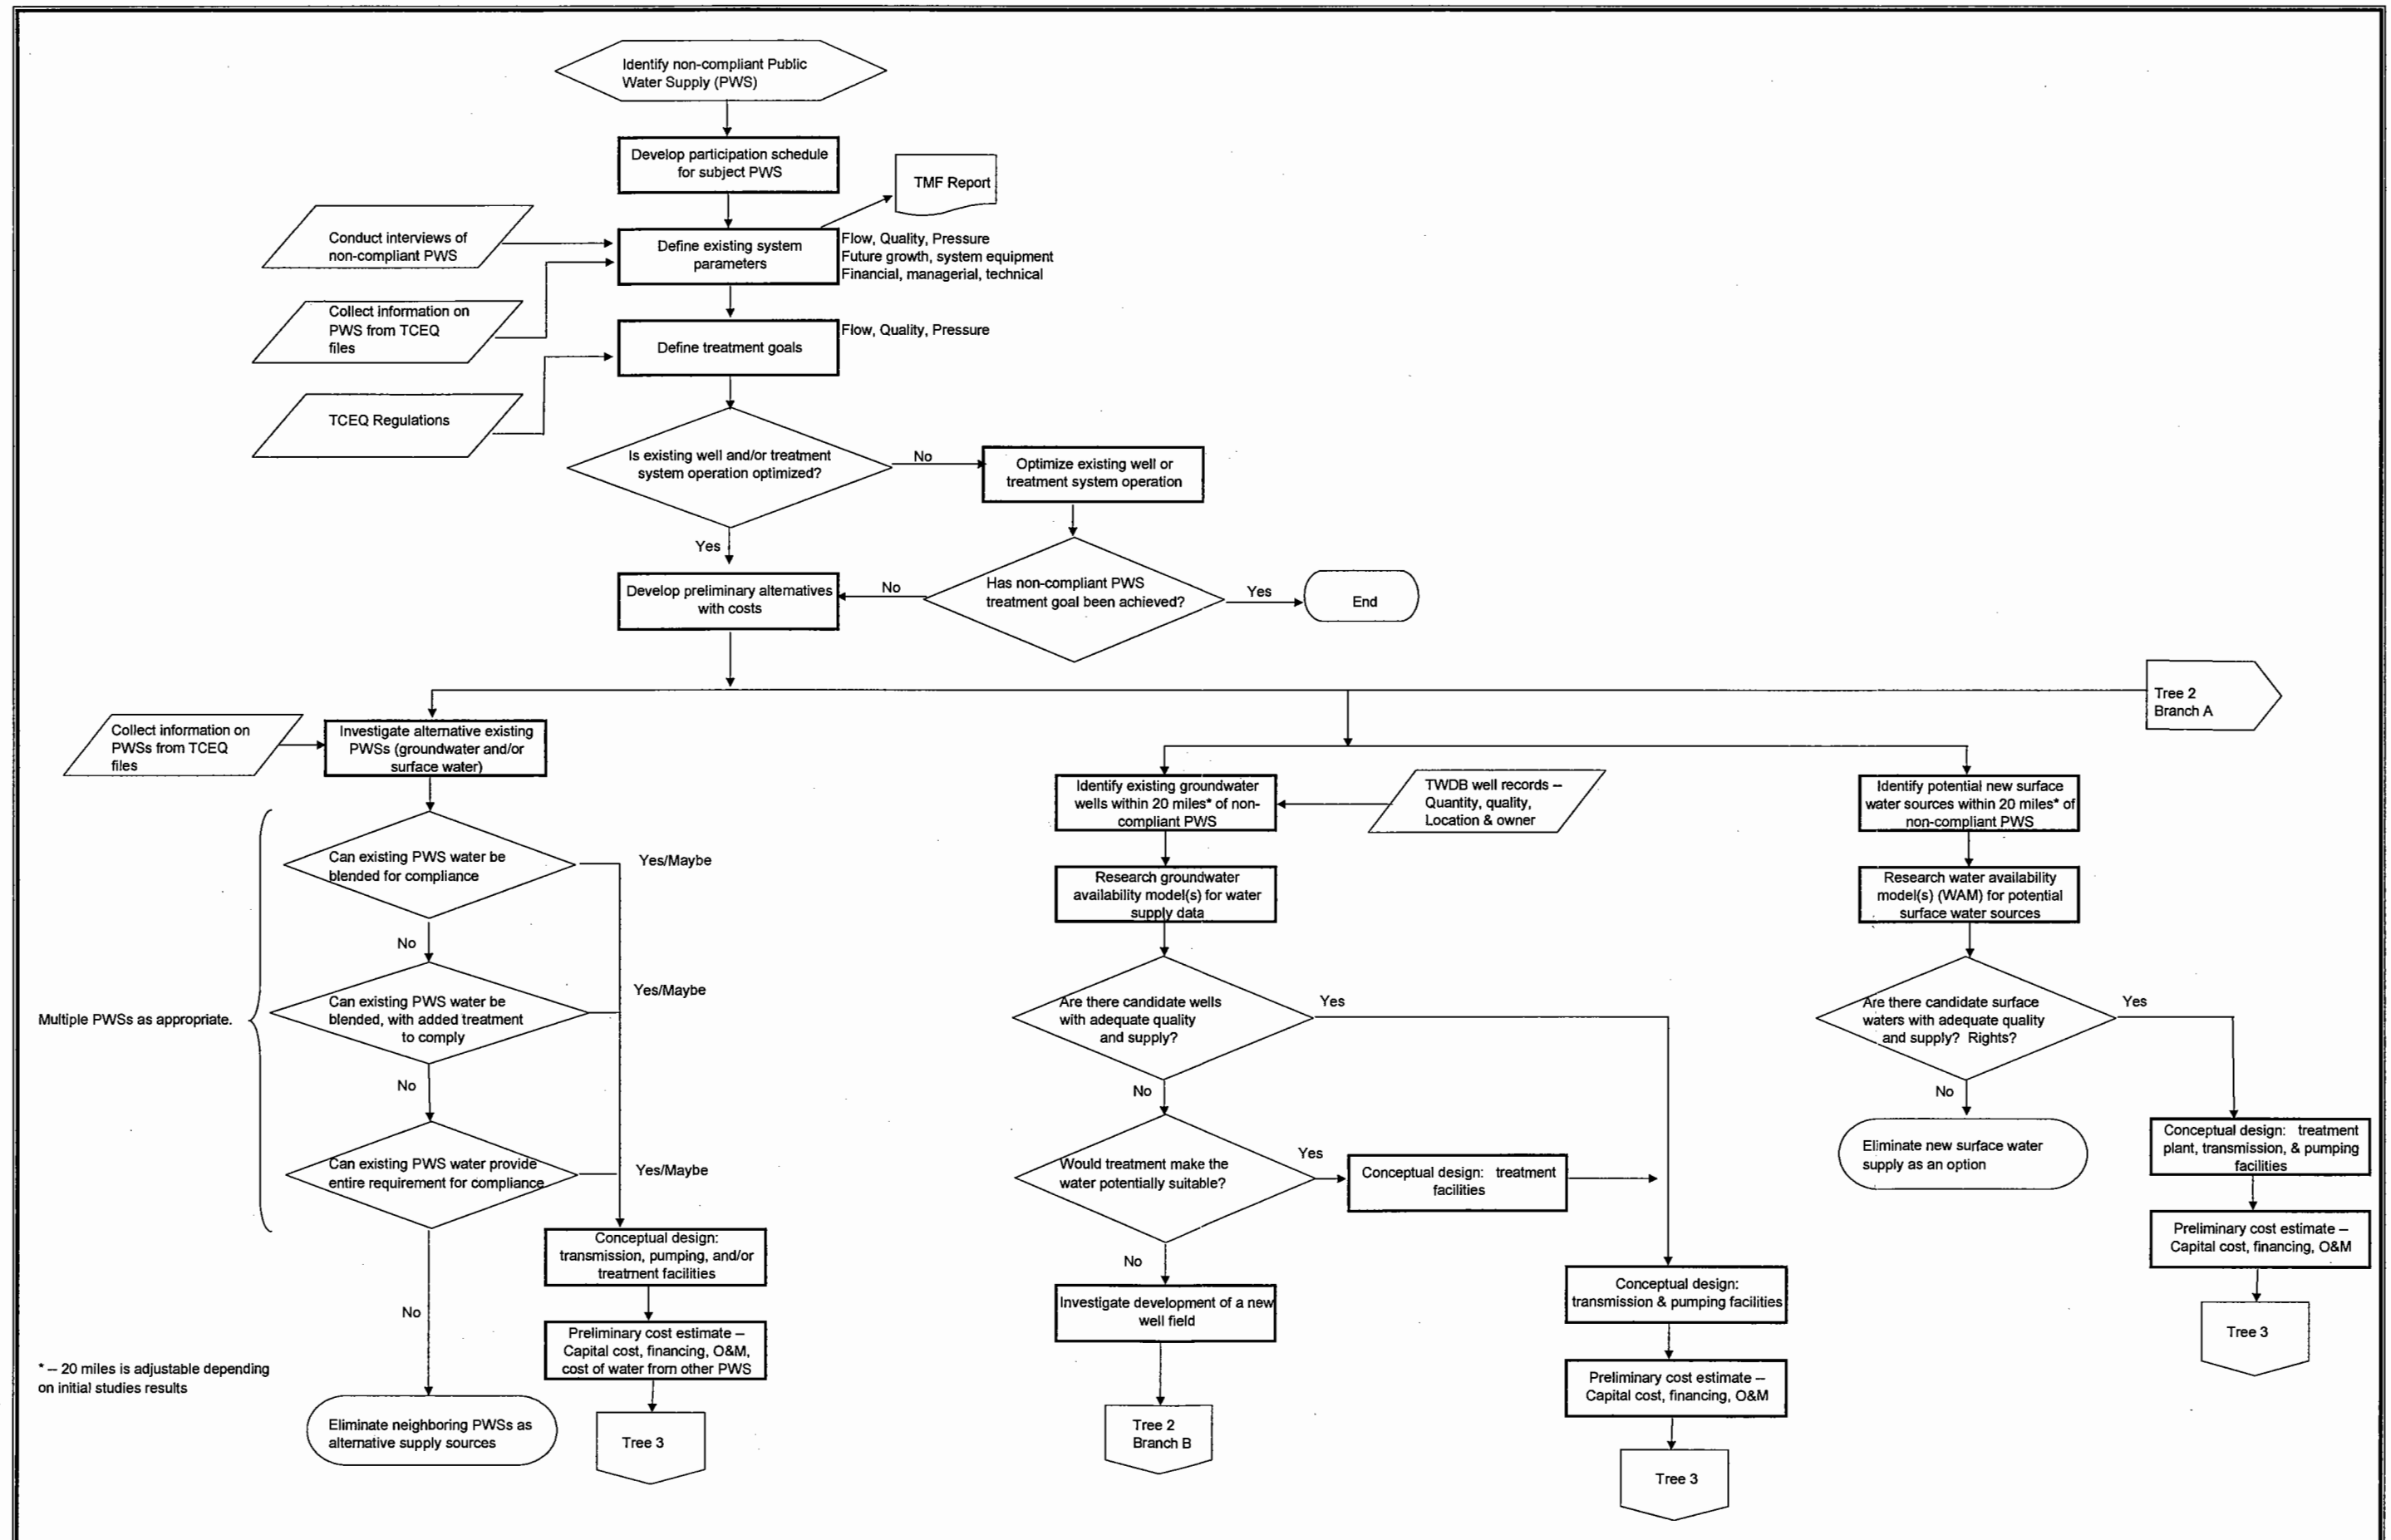 Identify non-compliant Public
Water Supply (PWS)
Develop participation schedule
for subject PWS
TMF Report
Conduct interviews of
non-compliant PWS
Define existing system
parameters
Flow, Quality, Pressure
Future growth, system equipment
Financial, managerial, technical
Collect information on
PWS from TCEQ
files
Define treatment goals
Flow, Quality, Pressure
TCEQ Regulations
Is existing well and/or treatment
system operation optimized?
No
Optimize existing well or
treatment system operation
Yes
Develop preliminary alternatives
with costs
No
Has non-compliant PWS
treatment goal been achieved?
Yes
End
Tree 2
Branch A
Collect information on
PWSs from TCEQ
files
Investigate alternative existing
PWSs (groundwater and/or
surface water)
Identify existing groundwater
wells within 20 miles* of non-
compliant PWS
TWDB well records –
Quantity, quality,
Location & owner
Identify potential new surface
water sources within 20 miles* of
non-compliant PWS
Can existing PWS water be
blended for compliance
Yes/Maybe
Research groundwater
availability model(s) for water
supply data
Research water availability
model(s) (WAM) for potential
surface water sources
No
Multiple PWSs as appropriate.
Can existing PWS water be
blended, with added treatment
to comply
Yes/Maybe
Are there candidate wells
with adequate quality
and supply?
Yes
Are there candidate surface
waters with adequate quality
and supply? Rights?
Yes
No
No
No
Can existing PWS water provide
entire requirement for compliance
Yes/Maybe
Would treatment make the
water potentially suitable?
Yes
Conceptual design: treatment
facilities
Eliminate new surface water
supply as an option
Conceptual design: treatment
plant, transmission, & pumping
facilities
Conceptual design:
transmission, pumping, and/or
treatment facilities
No
Preliminary cost estimate –
Capital cost, financing, O&M
No
Investigate development of a new
well field
Conceptual design:
transmission & pumping facilities
Preliminary cost estimate –
Capital cost, financing, O&M,
cost of water from other PWS
Tree 3
* – 20 miles is adjustable depending
on initial studies results
Preliminary cost estimate –
Capital cost, financing, O&M
Eliminate neighboring PWSs as
alternative supply sources
Tree 3
Tree 2
Branch B
Tree 3